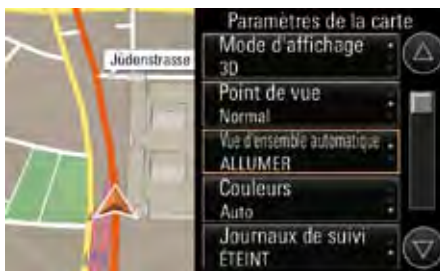 Paramètres de la carte
Jüdenstrasse
Mode d'affichage
3D
Point de vue
Normal
Vue d'ensemble automatique
ALLUMER
Couleurs
Auto
Journaux de suivi
ÉTEINT